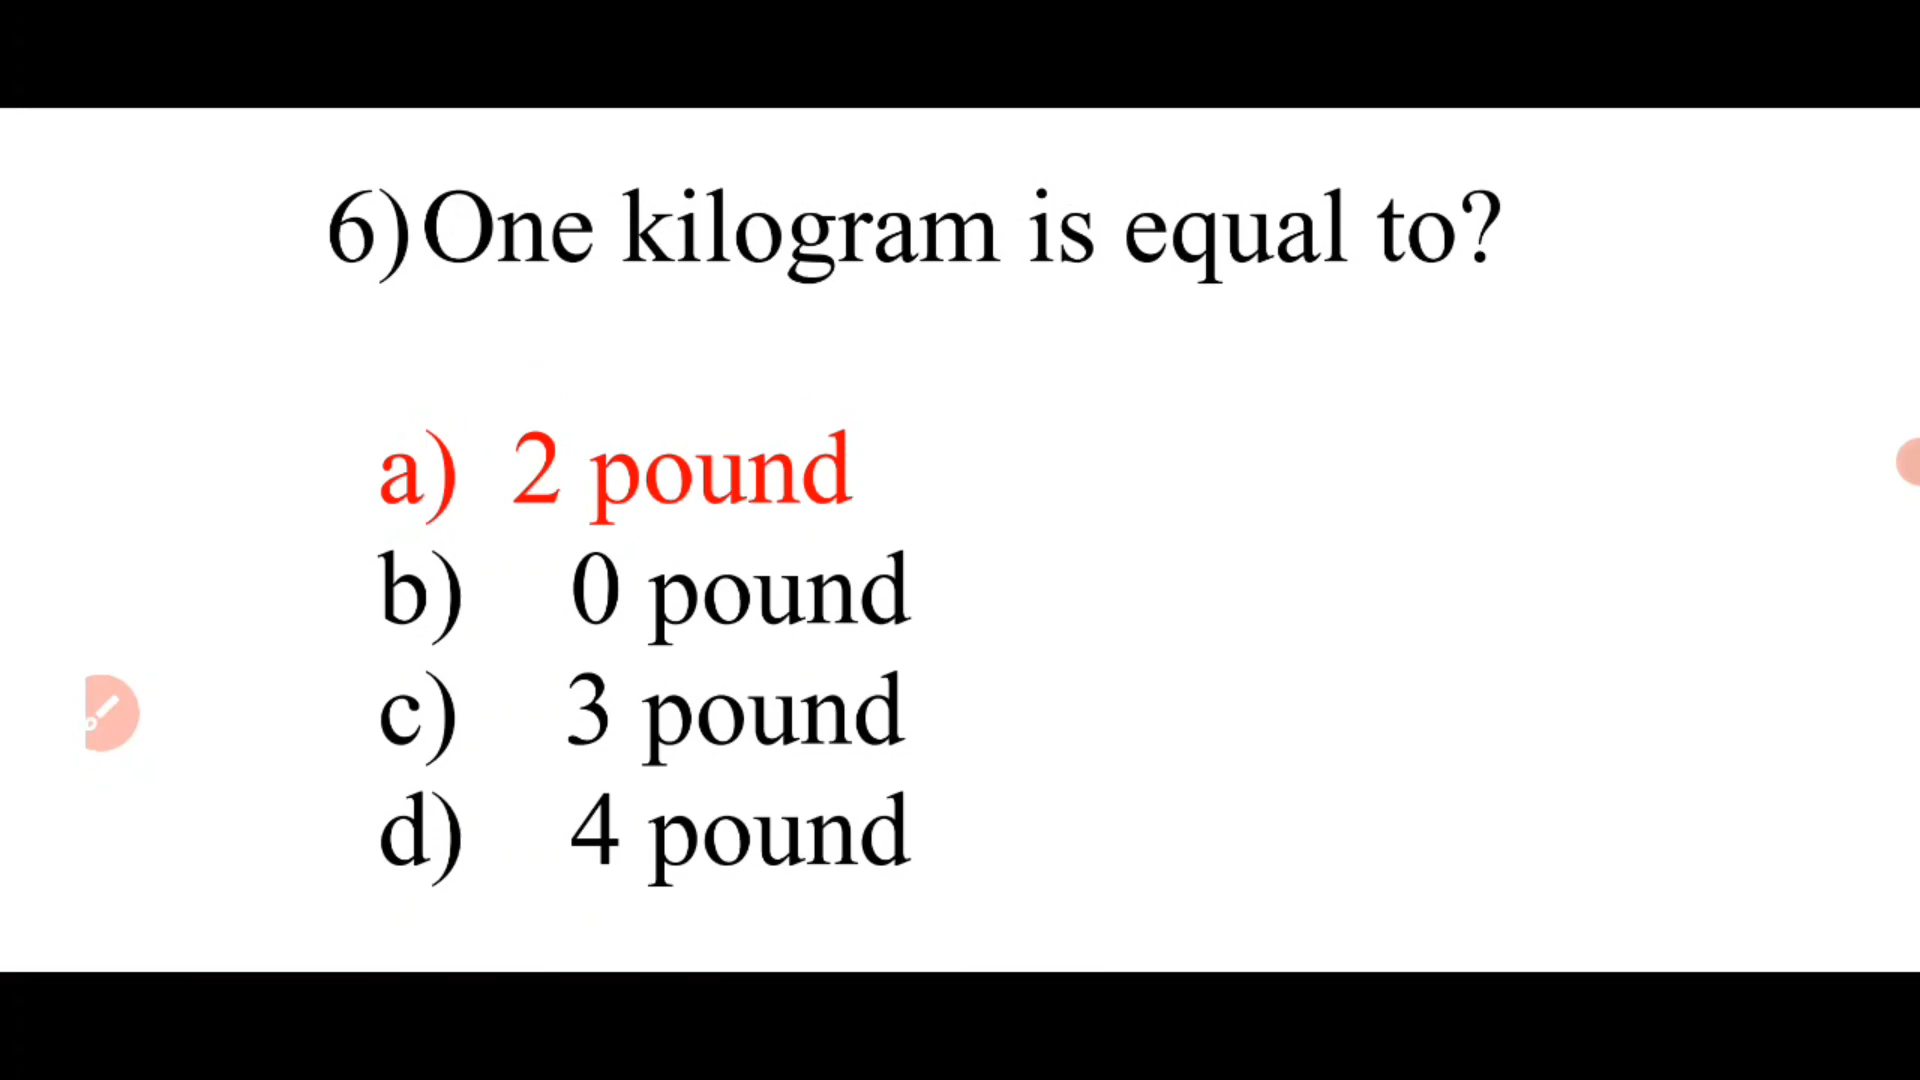 6) One kilogram is equal to?
a) 2 pound
b) 0 pound
c) 3 pound
d) 4 pound